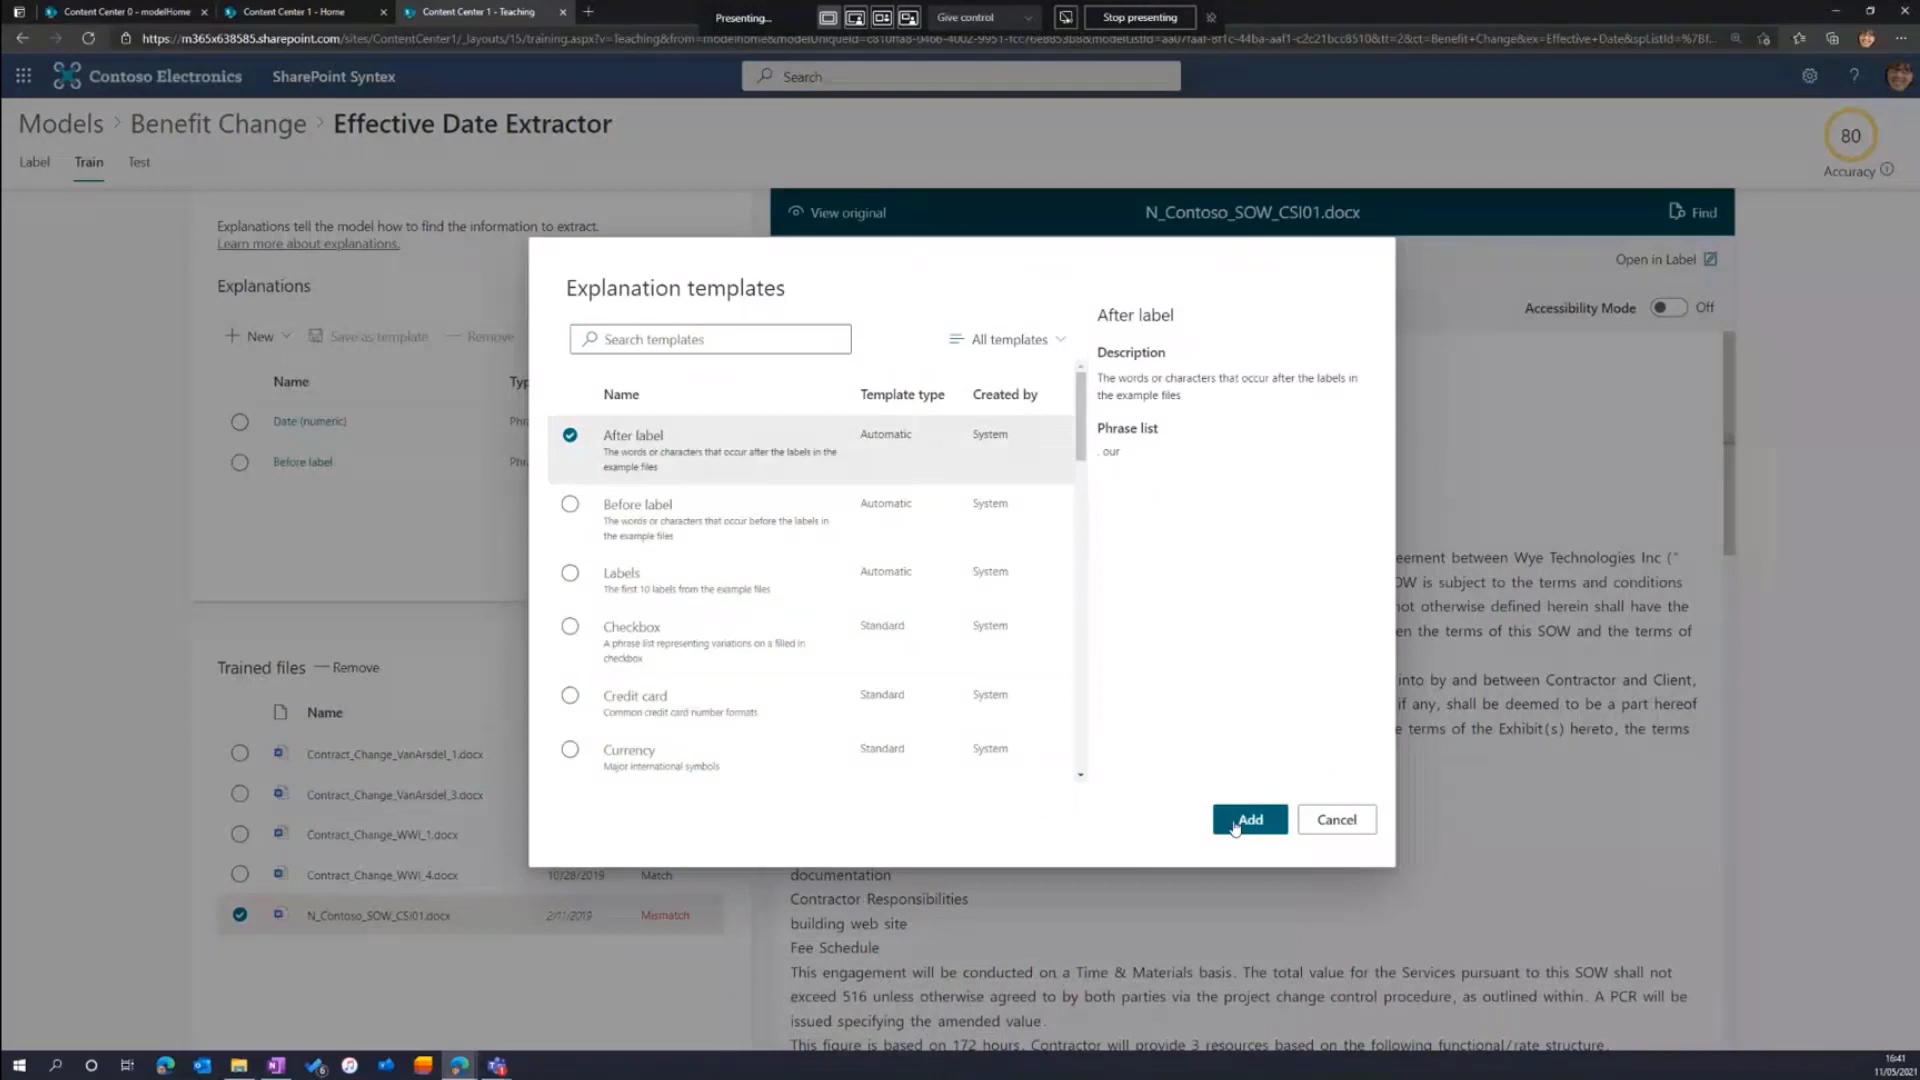 Content Center 0 - modelHome
Content Center 1 - Home
Content Center 1 - Teaching
Presenting...
Give control
Stop presenting
Contoso Electronics
SharePoint Syntex
Search
Models > Benefit Change > Effective Date Extractor
80
Accuracy
Label
Train
Test
Explanations tell the model how to find the information to extract.
Learn more about explanations.
Explanations
New
Save as template
Remove
Name
Date (numeric)
Before label
View original
N_Contoso_SOW_CSI01.docx
Find
Open in Label
Accessibility Mode
Off
Explanation templates
Search templates
All templates
Name
Template type
Created by
After label
The words or characters that occur after the labels in the
example files
Automatic
System
Before label
The words or characters that occur before the labels in
the example files
Automatic
System
Labels
The first 10 labels from the example files
Automatic
System
Checkbox
A phrase list representing variations on a filled in
checkbox
Standard
System
Credit card
Common credit card number formats
Standard
System
Currency
Major international symbols
Standard
System
After label
Description
The words or characters that occur after the labels in
the example files
Phrase list
. our
Add
Cancel
Trained files
Remove
Name
Contract_Change_VanArsdel_1.docx
Contract_Change_VanArsdel_3.docx
Contract_Change_WWI_1.docx
Contract_Change_WWI_4.docx
10/28/2019
Match
N_Contoso_SOW_CSI01.docx
2/11/2019
Mismatch
eement between Wye Technologies Inc ("
OW is subject to the terms and conditions
not otherwise defined herein shall have the
en the terms of this SOW and the terms of
into by and between Contractor and Client,
if any, shall be deemed to be a part hereof
e terms of the Exhibit(s) hereto, the terms
documentation
Contractor Responsibilities
building web site
Fee Schedule
This engagement will be conducted on a Time & Materials basis. The total value for the Services pursuant to this SOW shall not
exceed 516 unless otherwise agreed to by both parties via the project change control procedure, as outlined within. A PCR will be
issued specifying the amended value.
This figure is based on 172 hours. Contractor will provide 3 resources based on the following functional/rate structure.
16:41
11/05/2021